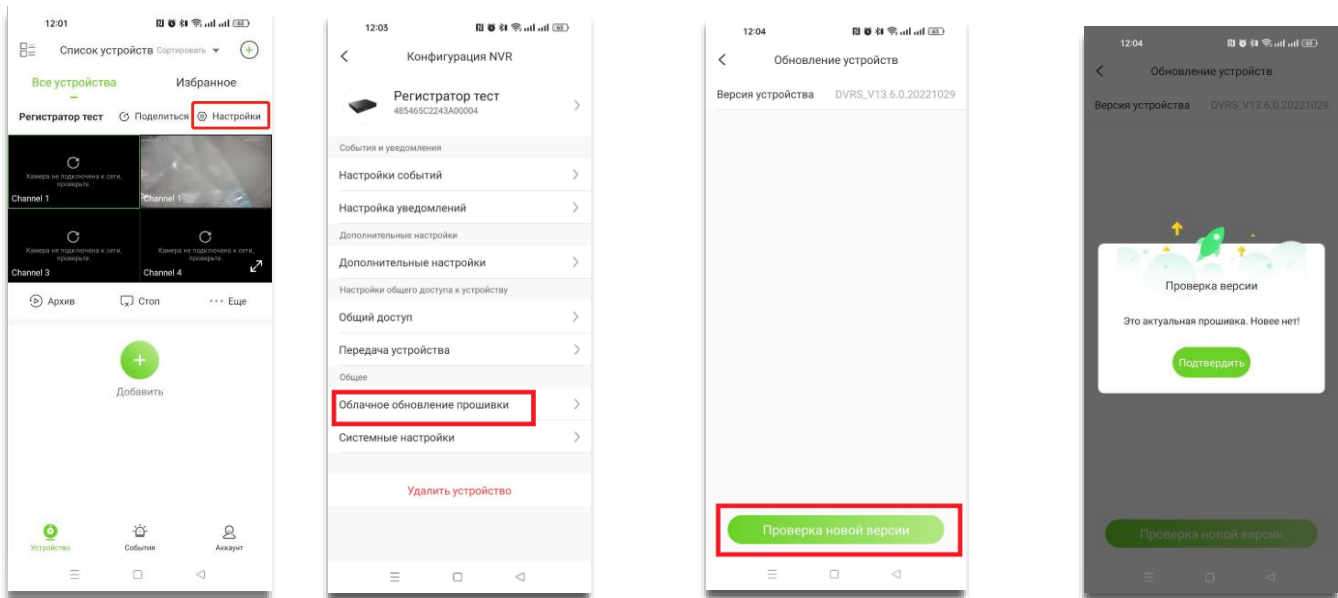 12:01
63
Список устройств Сортировать
Все устройства Избранное
Регистратор тест Поделиться Настройки
Камера не подключена к сети,
проверьте.
Channel 1
Channel 1
Камера не подключена к сети,
проверьте.
Channel 3
Камера не подключена к сети,
проверьте.
Channel 4
Архив Стоп Еще
Добавить
Устройство События Аккаунт
12:03
63
Конфигурация NVR
Регистратор тест
485465C2243A00004
События и уведомления
Настройки событий
Настройка уведомлений
Дополнительные настройки
Дополнительные настройки
Настройки общего доступа к устройству
Общий доступ
Передача устройства
Общее
Облачное обновление прошивки
Системные настройки
Удалить устройство
12:04
63
Обновление устройств
Версия устройства DVRS_V13.6.0.20221029
Проверка новой версии
12:04
63
Обновление устройств
Версия устройства DVRS_V13.6.0.20221029
Проверка версии
Это актуальная прошивка. Новее нет!
Подтвердить
Проверка новой версии